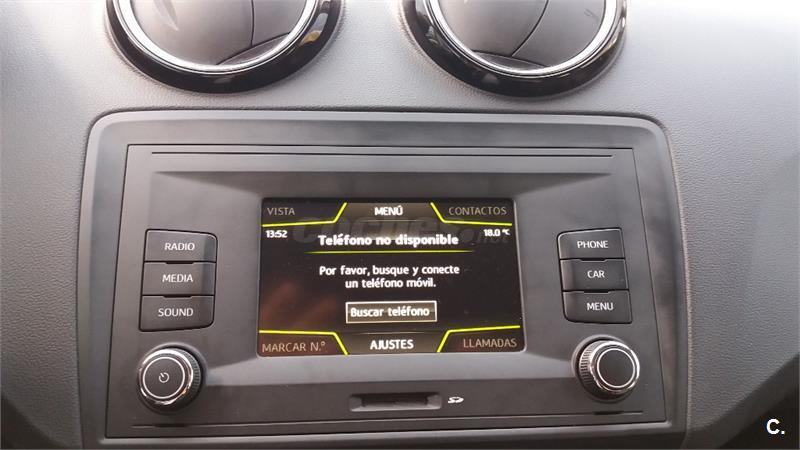 VISTA MENÚ CONTACTOS
13:52 18.0 °C
Teléfono no disponible
Por favor, busque y conecte
un teléfono móvil.
Buscar teléfono
MARCAR N.º AJUSTES LLAMADAS
RADIO
MEDIA
SOUND
PHONE
CAR
MENU
SD
C.